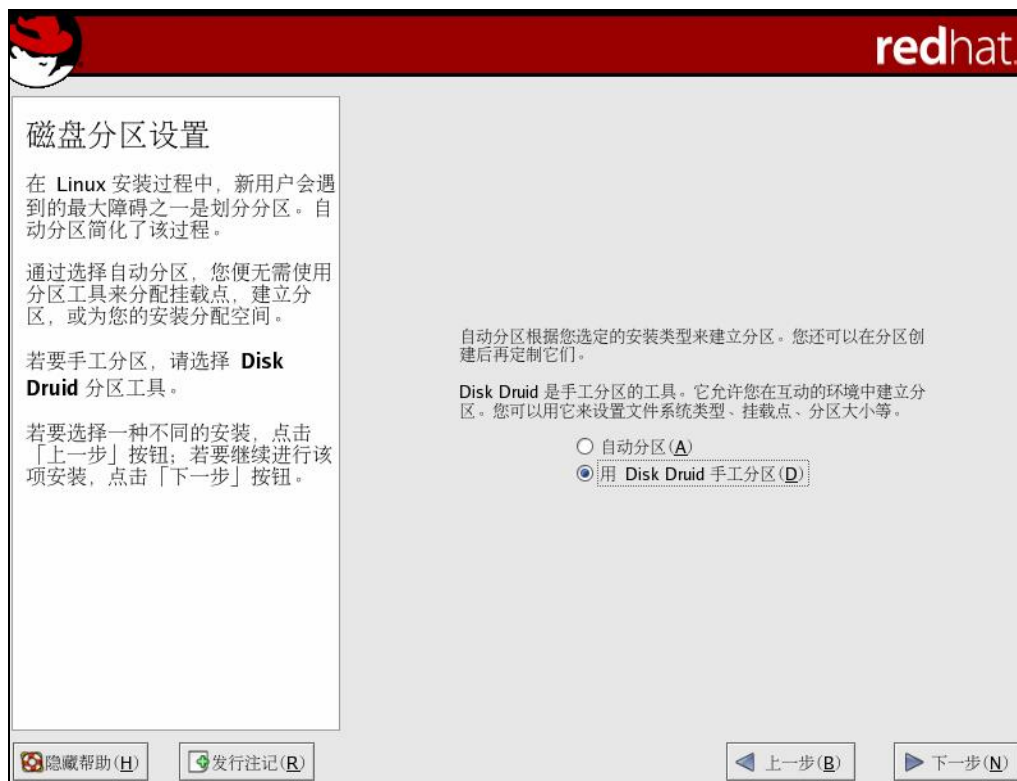 redhat.
磁盘分区设置
在 Linux 安装过程中，新用户会遇
到的最大障碍之一是划分分区。自
动分区简化了该过程。
通过选择自动分区，您便无需使用
分区工具来分配挂载点，建立分
区，或为您的安装分配空间。
若要手工分区，请选择 Disk
Druid 分区工具。
若要选择一种不同的安装，点击
「上一步」按钮；若要继续进行该
项安装，点击「下一步」按钮。
自动分区根据您选定的安装类型来建立分区。您还可以在分区创
建后再定制它们。
Disk Druid 是手工分区的工具。它允许您在互动的环境中建立分
区。您可以用它来设置文件系统类型、挂载点、分区大小等。
自动分区(A)
用 Disk Druid 手工分区(D)
隐藏帮助(H)
发行注记(R)
上一步(B)
下一步(N)